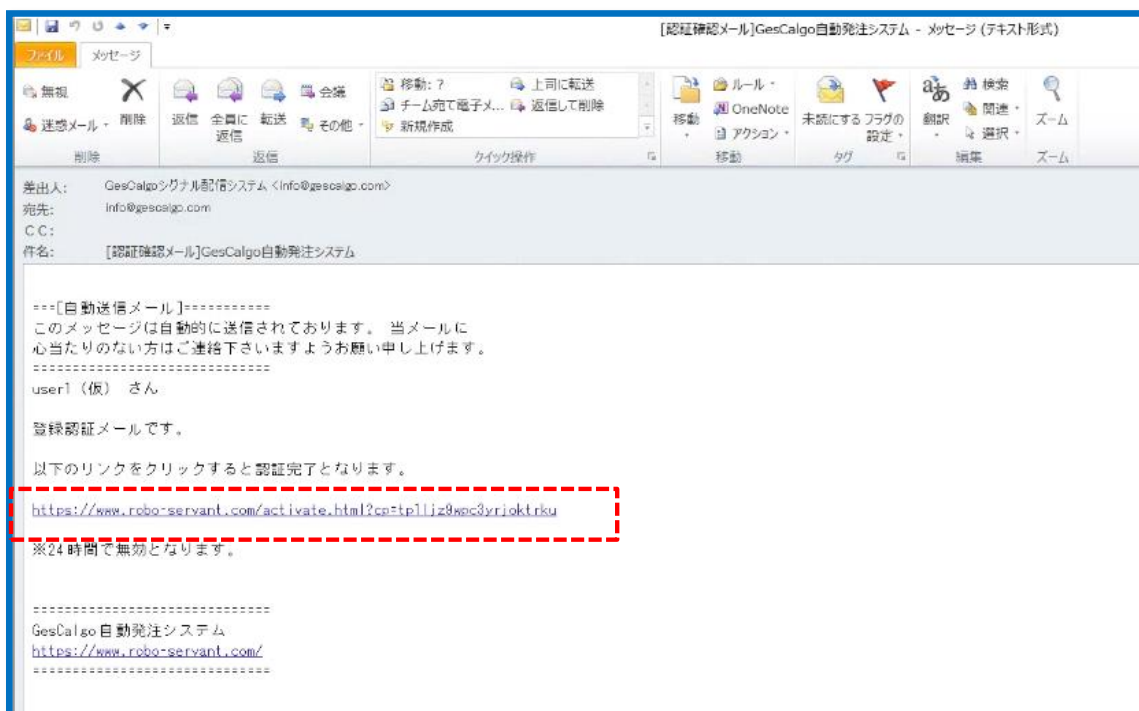 [認証確認メール]GesCalgo自動発注システム - メッセージ (テキスト形式)
ファイル メッセージ
無視
迷惑メール
削除
返信
全員に
返信
転送
会議
その他
移動: ?
チーム宛て電子メ...
新規作成
上司に転送
返信して削除
移動
ルール
OneNote
アクション
未読にする
フラグの
設定
翻訳
検索
関連
選択
ズーム
削除 返信 クイック操作 移動 タグ 編集 ズーム
差出人: GesCalgoシグナル配信システム <info@gescalgo.com>
宛先: info@gescalgo.com
CC:
件名: [認証確認メール]GesCalgo自動発注システム
===[自動送信メール]===========
このメッセージは自動的に送信されております。 当メールに
心当たりのない方はご連絡下さいますようお願い申し上げます。
==============================
user1（仮） さん
登録認証メールです。
以下のリンクをクリックすると認証完了となります。
※24時間で無効となります。
==============================
GesCalgo自動発注システム
https://www.robo-servant.com/
==============================